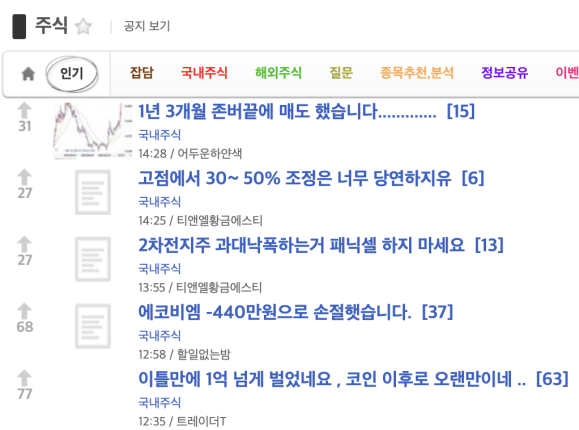 주식
공지 보기
인기 잡담 국내주식 해외주식 질문 종목추천,분석 정보공유 이벤
31
1년 3개월 존버끝에 매도 했습니다............. [15]
국내주식
14:28 / 어두운하얀색
27
고점에서 30~ 50% 조정은 너무 당연하지유 [6]
국내주식
14:25 / 티앤엘황금에스티
27
2차전지주 과대낙폭하는거 패닉셀 하지 마세요 [13]
국내주식
13:55 / 티앤엘황금에스티
68
에코비엠 -440만원으로 손절햇습니다. [37]
국내주식
12:58 / 할일없는밤
77
이틀만에 1억 넘게 벌었네요 , 코인 이후로 오랜만이네 .. [63]
국내주식
12:35 / 트레이더T